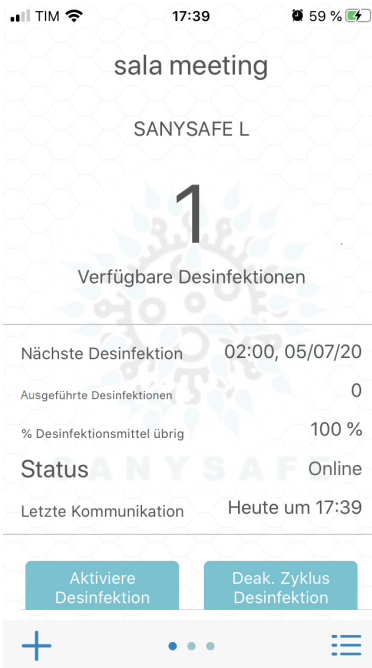 TIM 17:39 59 %
sala meeting
SANYSAFE L
1
Verfügbare Desinfektionen
Nächste Desinfektion 02:00, 05/07/20
Ausgeführte Desinfektionen 0
% Desinfektionsmittel übrig 100 %
SANYSAFE
Status Online
Letzte Kommunikation Heute um 17:39
Aktiviere Desinfektion
Deak. Zyklus Desinfektion